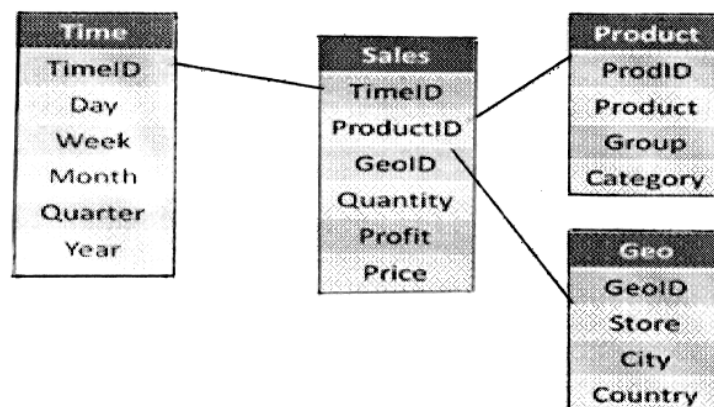 Time
TimeID
Day
Week
Month
Quarter
Year
Sales
TimeID
ProductID
GeoID
Quantity
Profit
Price
Product
ProdID
Product
Group
Category
Geo
GeoID
Store
City
Country